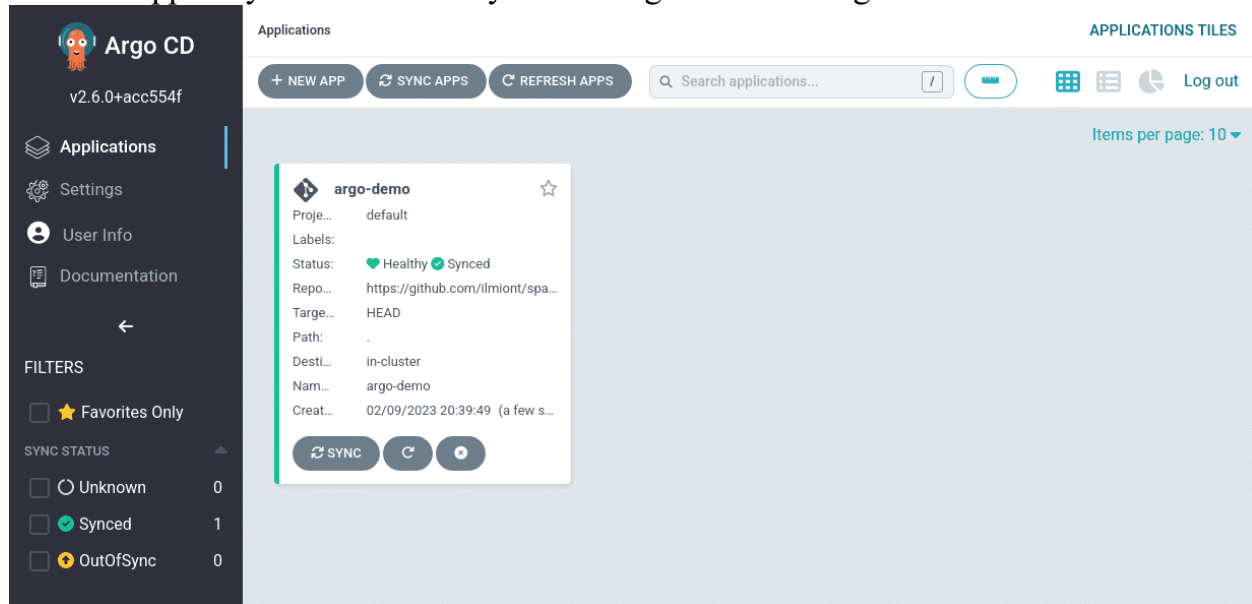 Argo CD
v2.6.0+acc554f
Applications
Settings
User Info
Documentation
FILTERS
Favorites Only
SYNC STATUS
Unknown 0
Synced 1
OutOfSync 0
Applications
APPLICATIONS TILES
+ NEW APP SYNC APPS REFRESH APPS Search applications... / Log out
Items per page: 10
argo-demo
Proje... default
Labels:
Status: Healthy Synced
Repo... https://github.com/ilmiont/spa...
Targe... HEAD
Path: .
Desti... in-cluster
Nam... argo-demo
Creat... 02/09/2023 20:39:49 (a few s...
SYNC